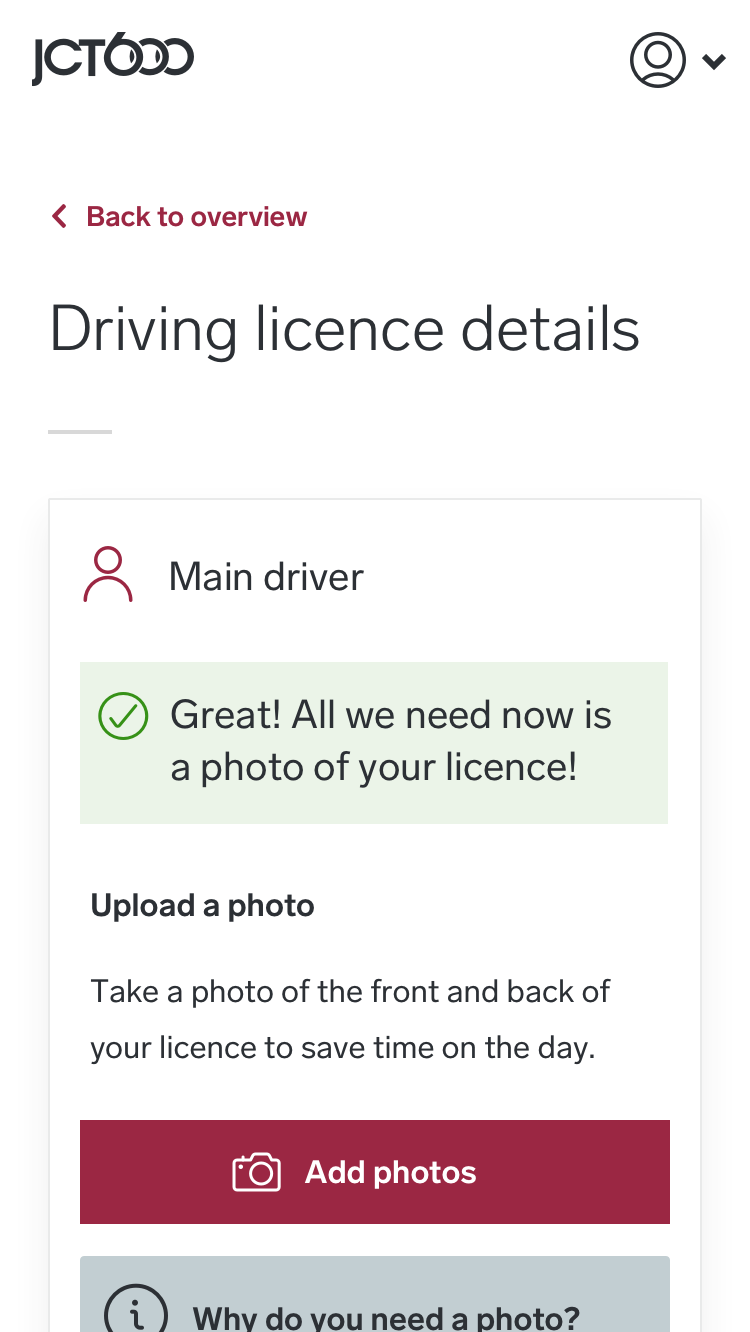 JCT600
Back to overview
Driving licence details
Main driver
Great! All we need now is
a photo of your licence!
Upload a photo
Take a photo of the front and back of
your licence to save time on the day.
Add photos
Why do you need a photo?